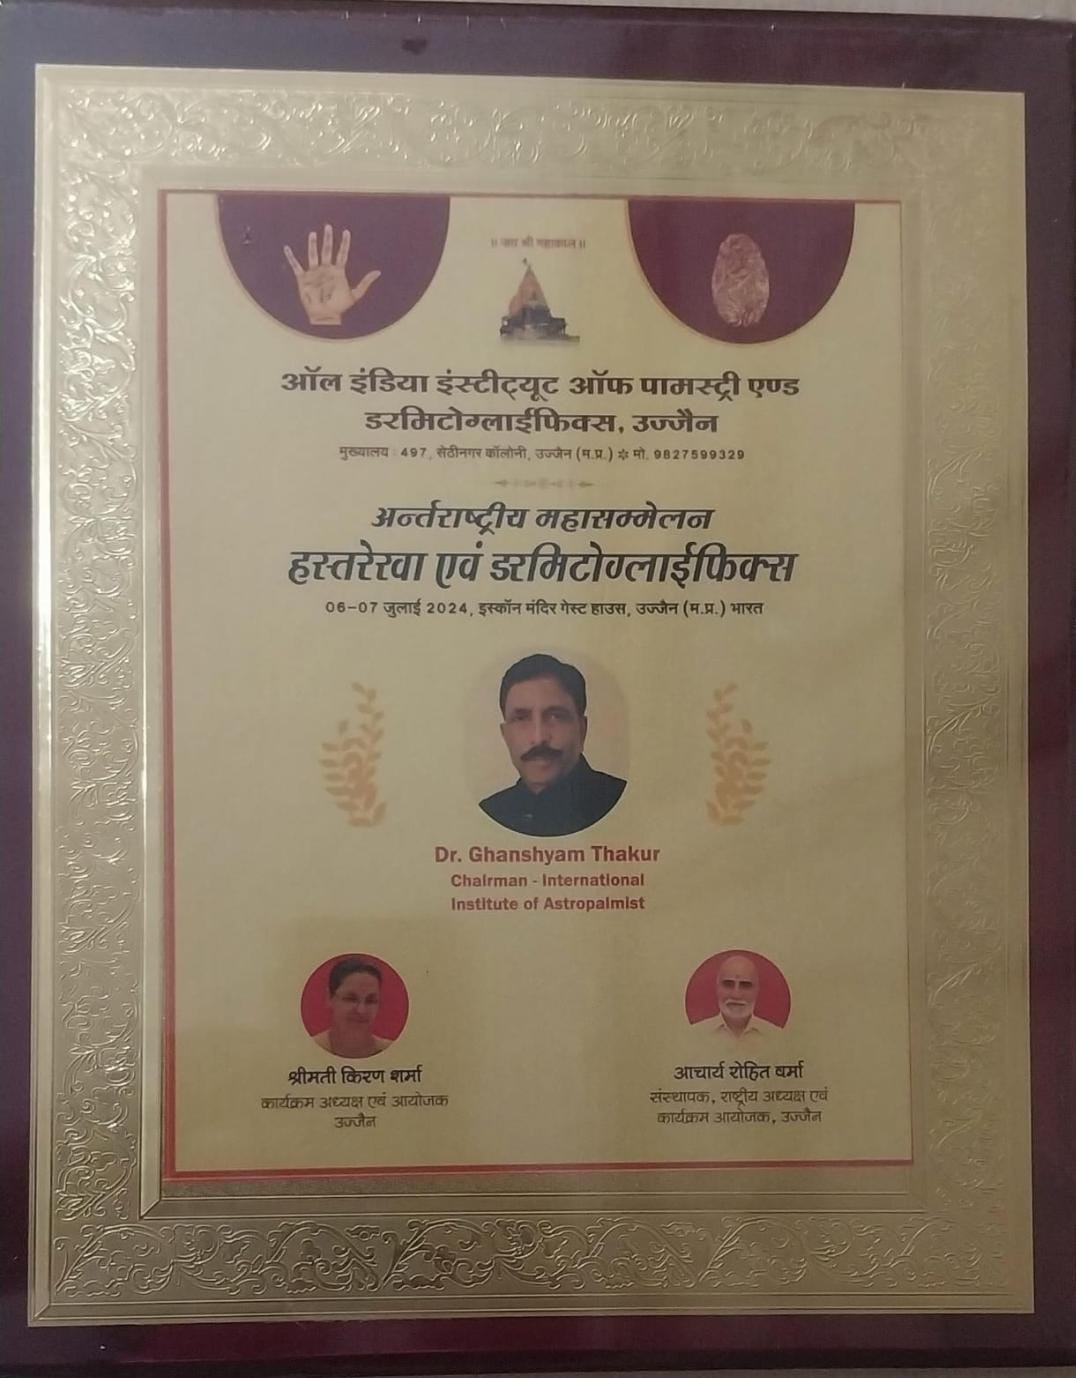 ॥ जय श्री महाकाल ॥
ऑल इंडिया इंस्टीट्यूट ऑफ पामस्ट्री एण्ड
डरमिटोग्लाईफिक्स, उज्जैन
मुख्यालय : 497, सेठीनगर कॉलोनी, उज्जैन (म.प्र.) ✽ मो. 9827599329
अर्न्तराष्ट्रीय महासम्मेलन
हस्तरेखा एवं डरमिटोग्लाईफिक्स
06-07 जुलाई 2024, इस्कॉन मंदिर गेस्ट हाउस, उज्जैन (म.प्र.) भारत
Dr. Ghanshyam Thakur
Chairman - International
Institute of Astropalmist
श्रीमती किरण शर्मा
कार्यक्रम अध्यक्ष एवं आयोजक
उज्जैन
आचार्य रोहित वर्मा
संस्थापक, राष्ट्रीय अध्यक्ष एवं
कार्यक्रम आयोजक, उज्जैन